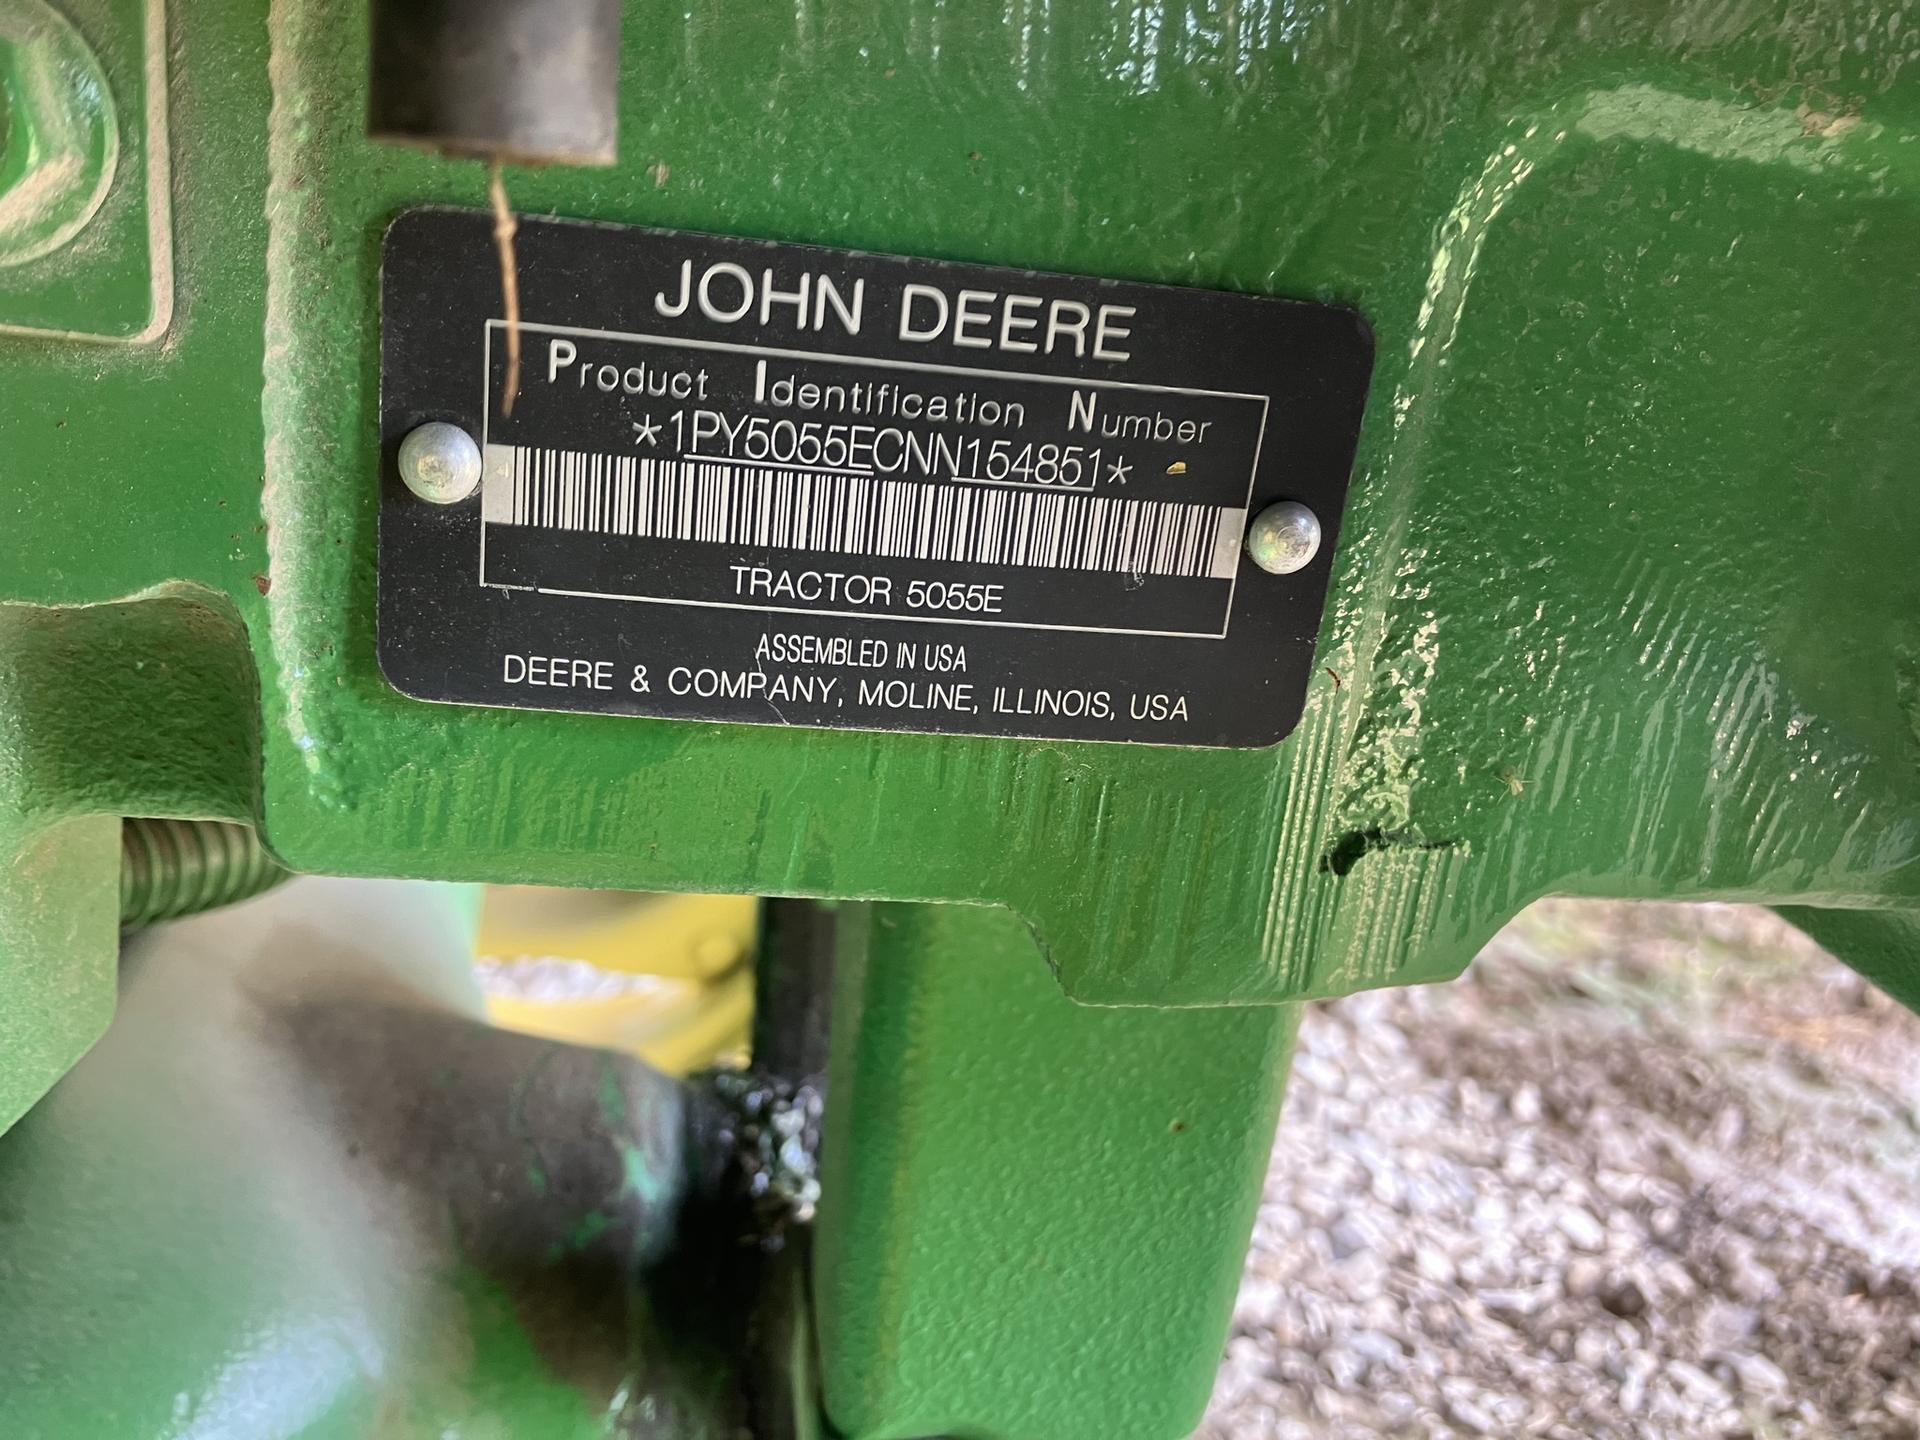 JOHN DEERE
Product Identification Number
*1PY5055ECNN154851*
TRACTOR 5055E
ASSEMBLED IN USA
DEERE & COMPANY, MOLINE, ILLINOIS, USA